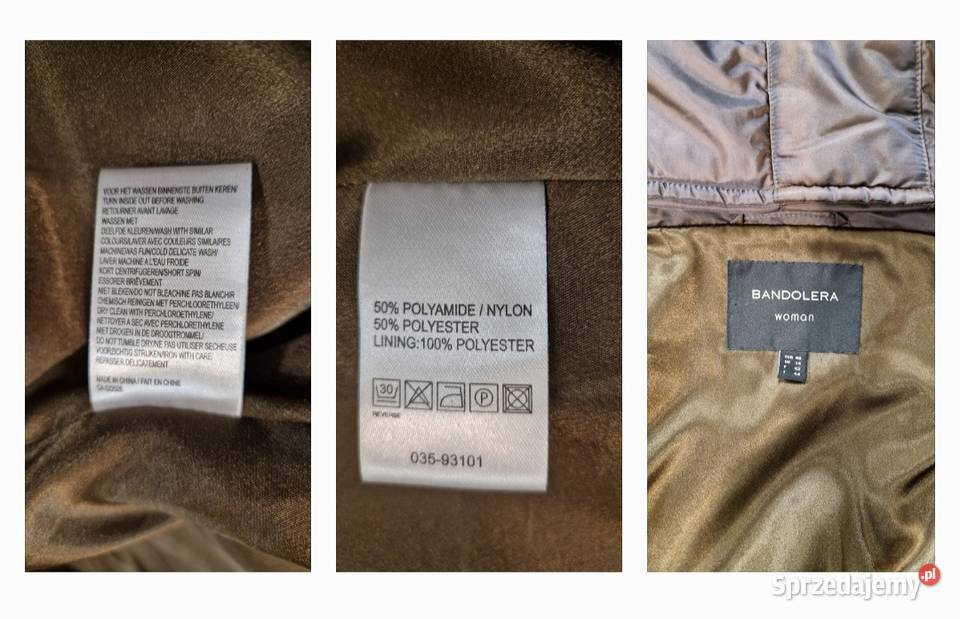 VOOR HET WASSEN BINNENSTE BUITEN KEREN/
TURN INSIDE OUT BEFORE WASHING
RETOURNER AVANT LAVAGE
WASSEN MET
DEELFDE KLEUREN/WASH WITH SIMILAR
COLOURS/LAVER AVEC COULEURS SIMILAIRES
MACHINEWAS FIJN/COLD DELICATE WASH/
LAVER MACHINE A L'EAU FROIDE
KORT CENTRIFUGEREN/SHORT SPIN/
ESSORER BRIÈVEMENT
NIET BLEKEN/DO NOT BLEACH/NE PAS BLANCHIR
CHEMISCH REINIGEN MET PERCHLOORETHYLEEN/
DRY CLEAN WITH PERCHLOROETHYLENE/
NETTOYER A SEC AVEC PERCHLORETHYLENE
NIET DROGEN IN DE DROOGTROMMEL/
DO NOT TUMBLE DRY/NE PAS UTILISER SECHEUSE
VOORZICHTIG STRIJKEN/IRON WITH CARE
REPASSER DELICATEMENT
MADE IN CHINA / FAIT EN CHINE
50% POLYAMIDE / NYLON
50% POLYESTER
LINING:100% POLYESTER
30
P
REVERSE
035-93101
BANDOLERA
woman
Sprzedajemy.pl